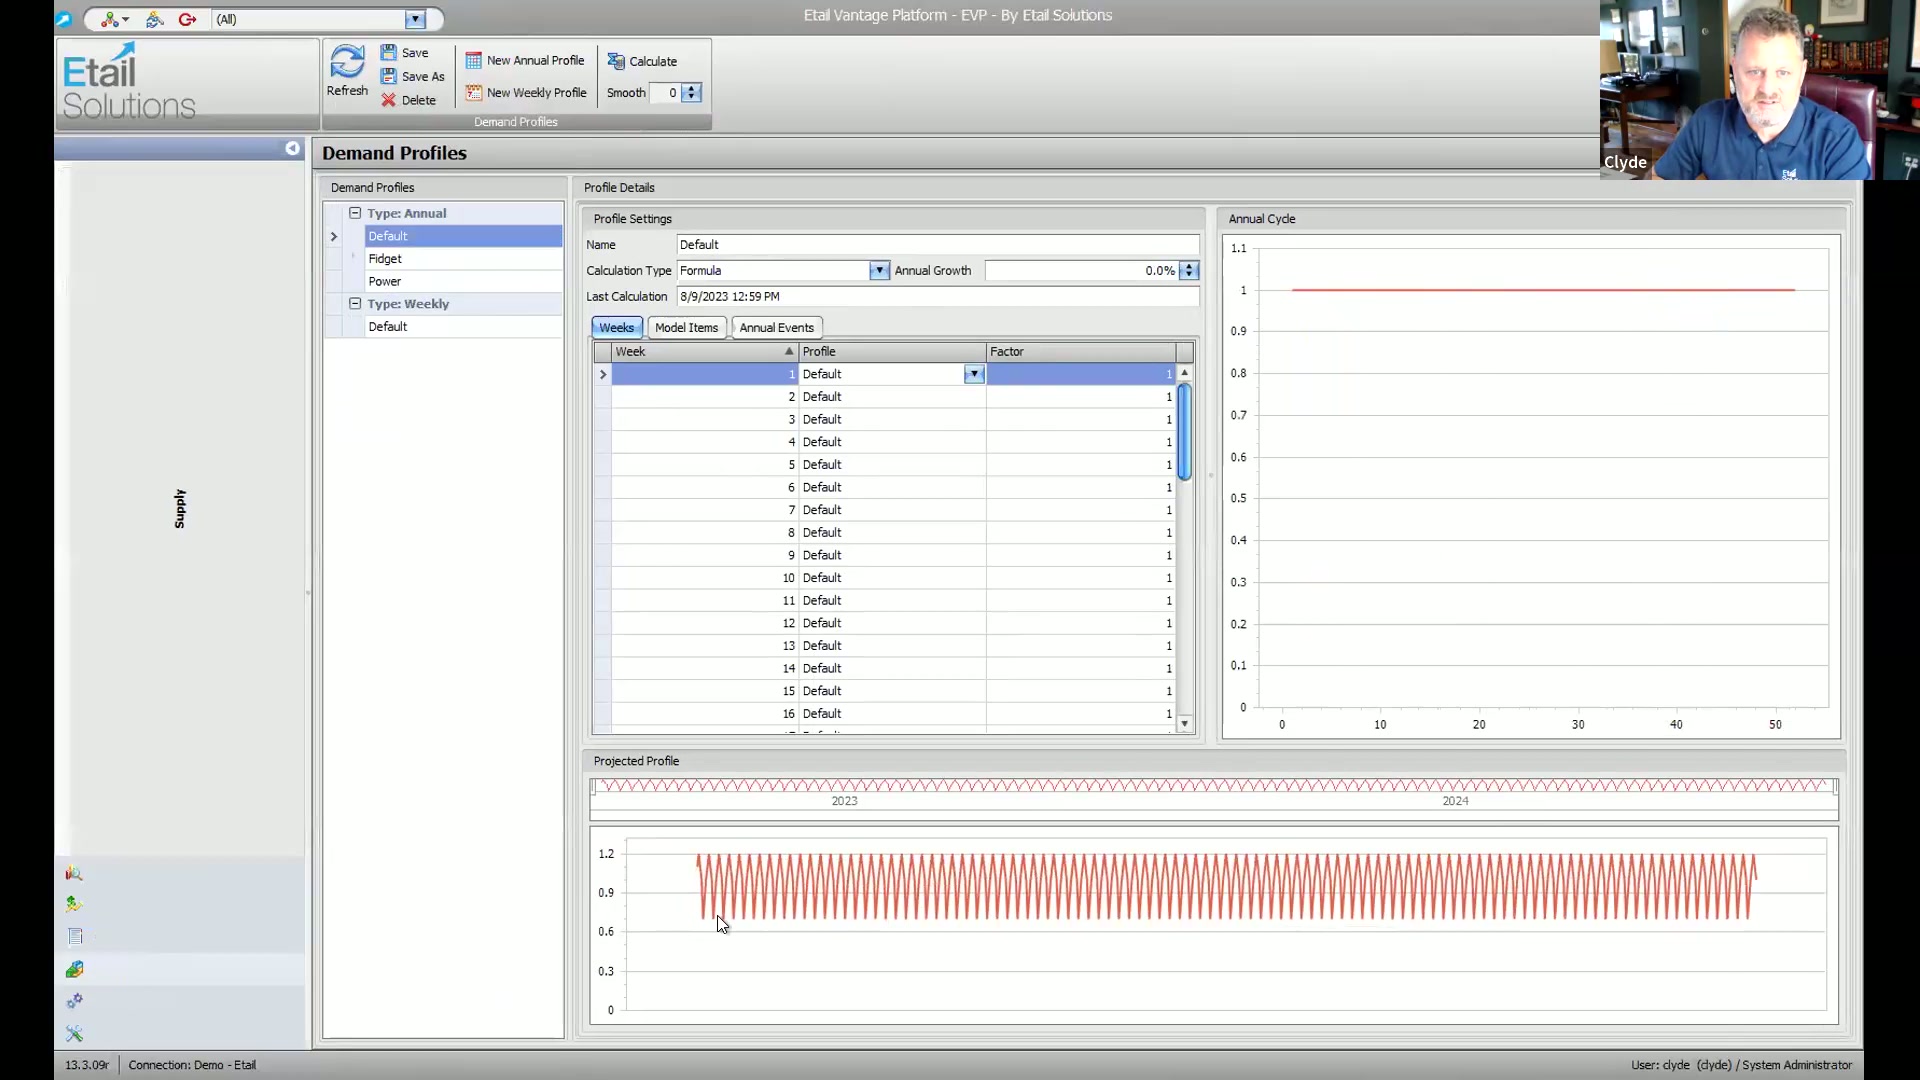 (All)
Etail Vantage Platform - EVP - By Etail Solutions
Etail
Solutions
Refresh
Save
Save As
Delete
New Annual Profile
New Weekly Profile
Calculate
Smooth 0
Demand Profiles
Clyde
Demand Profiles
Demand Profiles
Type: Annual
Default
Fidget
Power
Type: Weekly
Default
Supply
Profile Details
Profile Settings
Name Default
Calculation Type Formula Annual Growth 0.0%
Last Calculation 8/9/2023 12:59 PM
Weeks Model Items Annual Events
Week Profile Factor
1 Default 1
2 Default 1
3 Default 1
4 Default 1
5 Default 1
6 Default 1
7 Default 1
8 Default 1
9 Default 1
10 Default 1
11 Default 1
12 Default 1
13 Default 1
14 Default 1
15 Default 1
16 Default 1
Annual Cycle
1.1
1
0.9
0.8
0.7
0.6
0.5
0.4
0.3
0.2
0.1
0
0 10 20 30 40 50
Projected Profile
2023 2024
1.2
0.9
0.6
0.3
0
13.3.09r Connection: Demo - Etail
User: clyde (clyde) / System Administrator